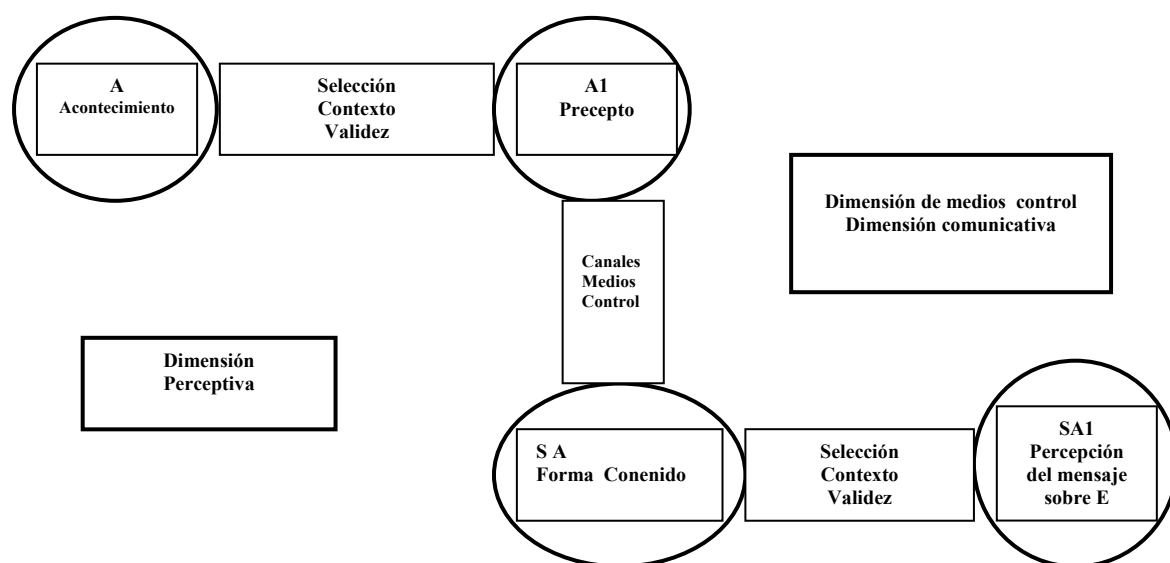 A
Acontecimiento
Selección
Contexto
Validez
A1
Precepto
Dimensión de medios control
Dimensión comunicativa
Canales
Medios
Control
Dimensión
Perceptiva
S A
Forma Conenido
Selección
Contexto
Validez
SA1
Percepción
del mensaje
sobre E